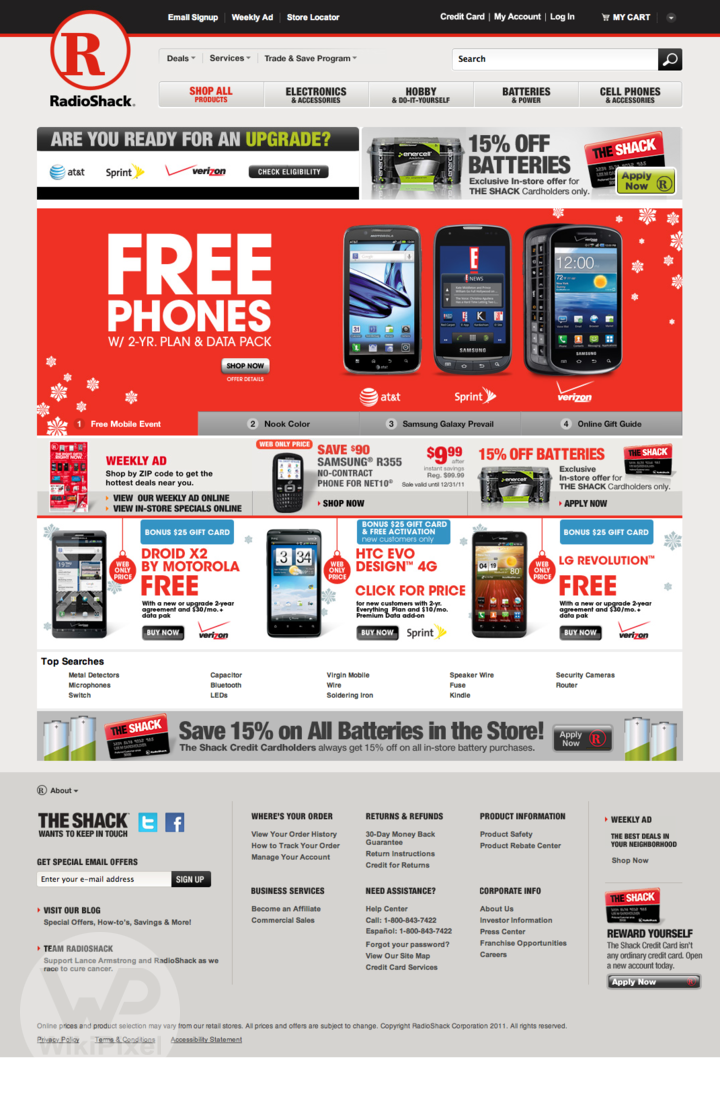 Email Signup | Weekly Ad | Store Locator
Credit Card | My Account | Log In
MY CART
R
RadioShack.
Deals
Services
Trade & Save Program
Search
SHOP ALL
PRODUCTS
ELECTRONICS
& ACCESSORIES
HOBBY
& DO-IT-YOURSELF
BATTERIES
& POWER
CELL PHONES
& ACCESSORIES
ARE YOU READY FOR AN UPGRADE?
at&t
Sprint
verizon
CHECK ELIGIBILITY
enercell
15% OFF
BATTERIES
Exclusive In-store offer for
THE SHACK Cardholders only.
THE SHACK
Apply
Now
FREE
PHONES
W/ 2-YR. PLAN & DATA PACK
SHOP NOW
OFFER DETAILS
E
NEWS
SAMSUNG
12:00
72°
SAMSUNG
at&t
Sprint
verizon
1 Free Mobile Event
2 Nook Color
3 Samsung Galaxy Prevail
4 Online Gift Guide
WEEKLY AD
Shop by ZIP code to get the
hottest deals near you.
VIEW OUR WEEKLY AD ONLINE
VIEW IN-STORE SPECIALS ONLINE
WEB ONLY PRICE
SAVE $90
SAMSUNG® R355
NO-CONTRACT
PHONE FOR NET10®
SHOP NOW
$9.99
after
instant savings
Reg. $99.99
Sale valid until 12/31/11
15% OFF BATTERIES
Exclusive
In-store offer for
THE SHACK Cardholders only.
APPLY NOW
THE SHACK
BONUS $25 GIFT CARD
WEB
ONLY
PRICE
DROID X2
BY MOTOROLA
FREE
With a new or upgrade 2-year
agreement and $30/mo. +
data pak
BUY NOW
verizon
BONUS $25 GIFT CARD
& FREE ACTIVATION
new customers only
3 34
WEB
ONLY
PRICE
HTC EVO
DESIGN™ 4G
CLICK FOR PRICE
for new customers with 2-yr.
Everything Plan and $10/mo.
Premium Data add-on
BUY NOW
Sprint
BONUS $25 GIFT CARD
04 19
80°
WEB
ONLY
PRICE
LG REVOLUTION™
FREE
With a new or upgrade 2-year
agreement and $30/mo. +
data pak
BUY NOW
verizon
Top Searches
Metal Detectors
Microphones
Switch
Capacitor
Bluetooth
LEDs
Virgin Mobile
Wire
Soldering Iron
Speaker Wire
Fuse
Kindle
Security Cameras
Router
THE SHACK
Save 15% on All Batteries in the Store!
The Shack Credit Cardholders always get 15% off on all in-store battery purchases.
Apply
Now
R About
THE SHACK
WANTS TO KEEP IN TOUCH
GET SPECIAL EMAIL OFFERS
Enter your e-mail address
SIGN UP
VISIT OUR BLOG
Special Offers, How-to's, Savings & More!
TEAM RADIOSHACK
Support Lance Armstrong and RadioShack as we
race to cure cancer.
WHERE'S YOUR ORDER
View Your Order History
How to Track Your Order
Manage Your Account
BUSINESS SERVICES
Become an Affiliate
Commercial Sales
RETURNS & REFUNDS
30-Day Money Back
Guarantee
Return Instructions
Credit for Returns
NEED ASSISTANCE?
Help Center
Call: 1-800-843-7422
Español: 1-800-843-7422
Forgot your password?
View Our Site Map
Credit Card Services
PRODUCT INFORMATION
Product Safety
Product Rebate Center
CORPORATE INFO
About Us
Investor Information
Press Center
Franchise Opportunities
Careers
WEEKLY AD
THE BEST DEALS IN
YOUR NEIGHBORHOOD
Shop Now
THE SHACK
REWARD YOURSELF
The Shack Credit Card isn't
any ordinary credit card. Open
a new account today.
Apply Now
Online prices and product selection may vary from our retail stores. All prices and offers are subject to change. Copyright RadioShack Corporation 2011. All rights reserved.
Privacy Policy
Terms & Conditions
Accessibility Statement
WikiPixel